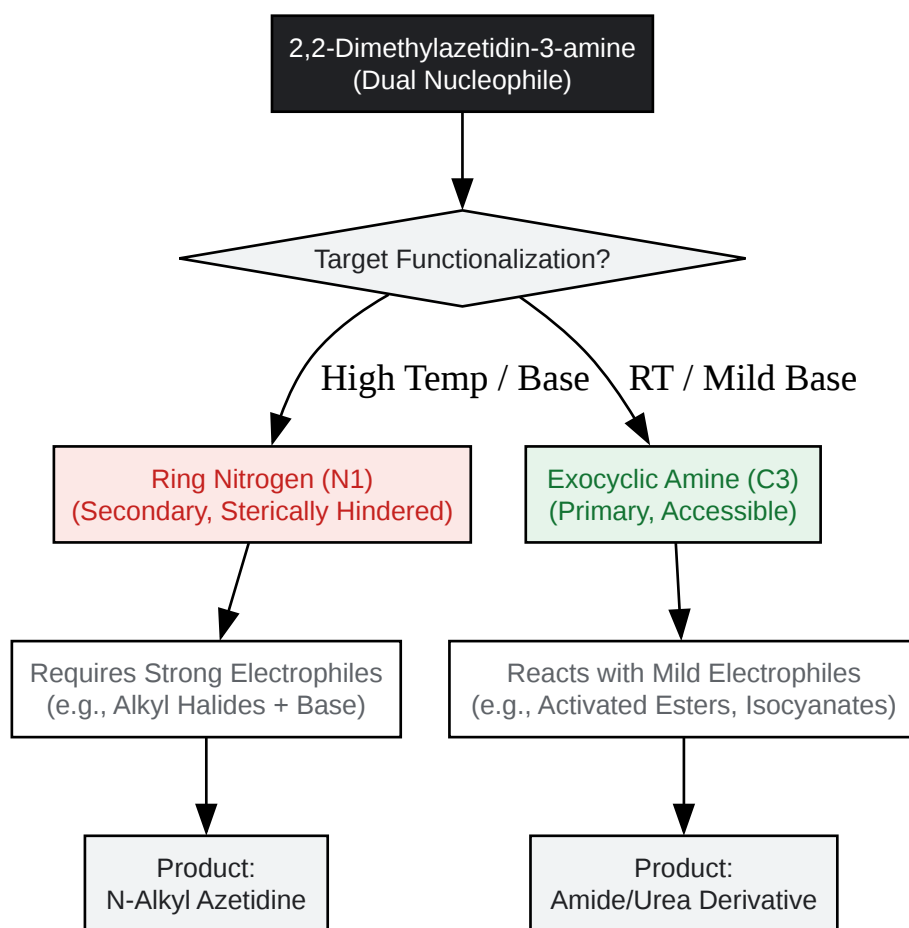 2,2-Dimethylazetidin-3-amine
(Dual Nucleophile)
Target Functionalization?
High Temp / Base
RT / Mild Base
Ring Nitrogen (N1)
(Secondary, Sterically Hindered)
Exocyclic Amine (C3)
(Primary, Accessible)
Requires Strong Electrophiles
(e.g., Alkyl Halides + Base)
Reacts with Mild Electrophiles
(e.g., Activated Esters, Isocyanates)
Product:
N-Alkyl Azetidine
Product:
Amide/Urea Derivative